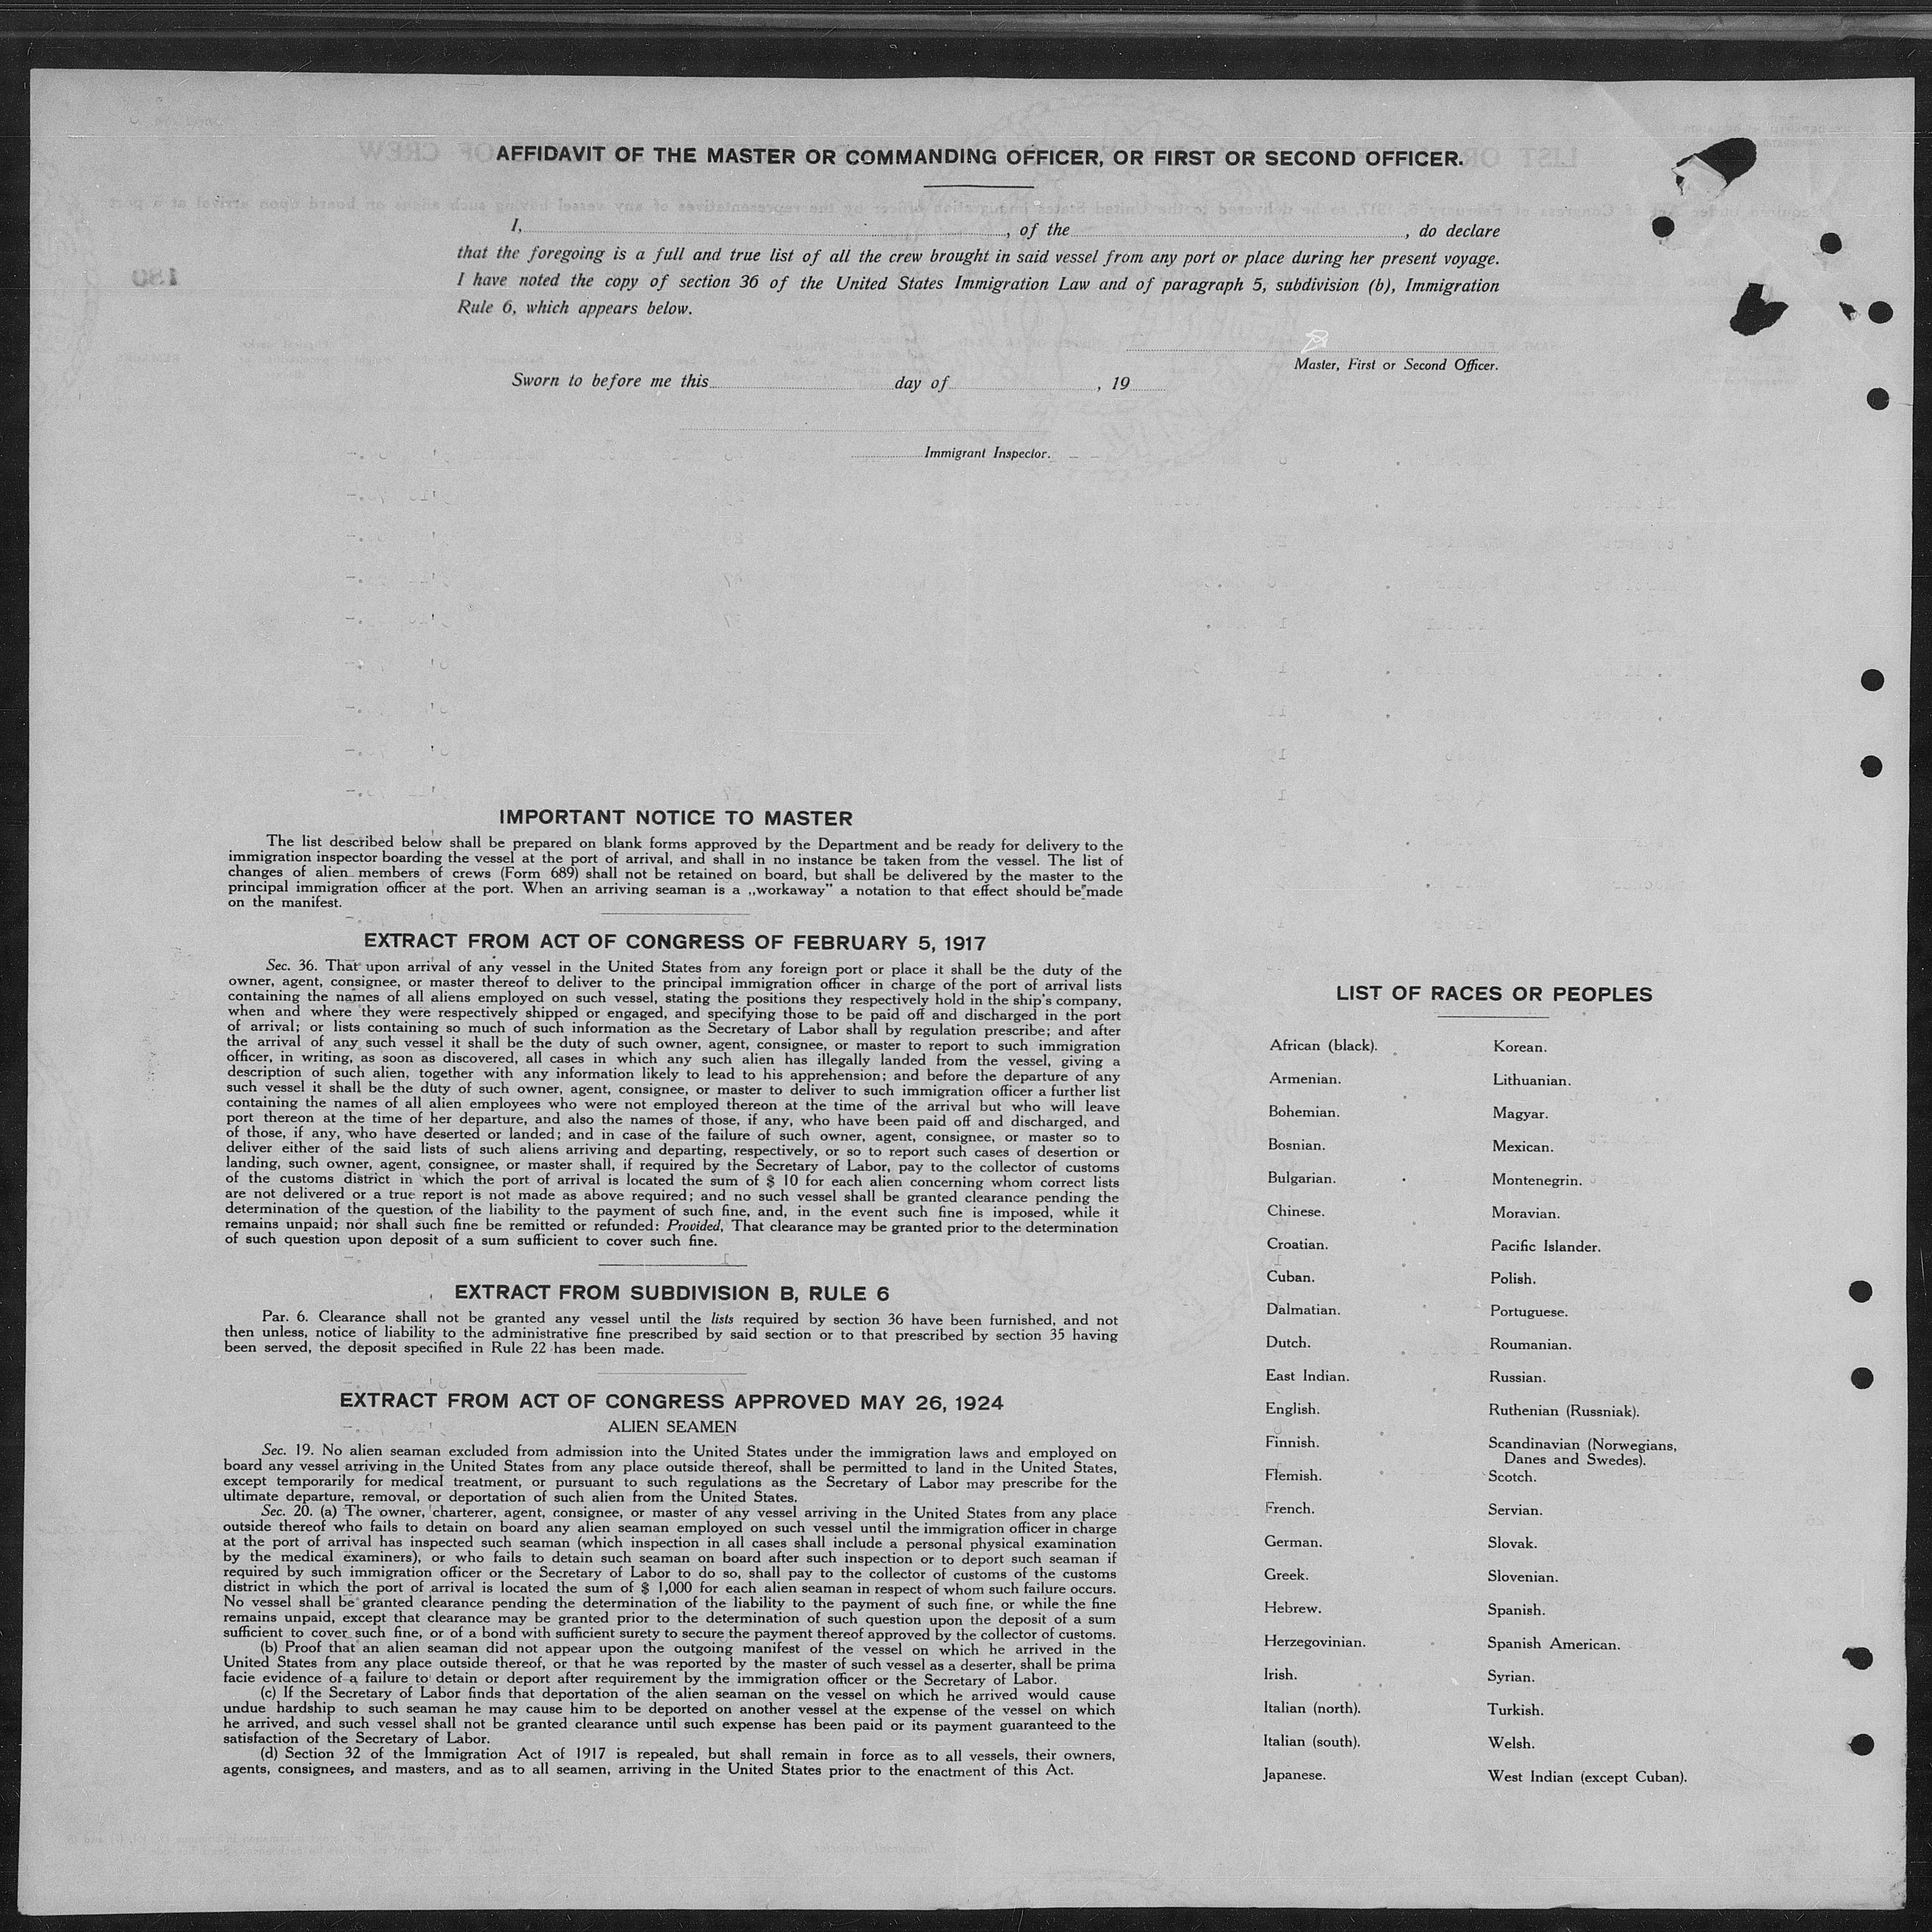 AFFIDAVIT OF THE MASTER OR COMMANDING OFFICER, OR FIRST OR SECOND OFFICER.
I, , of the , do declare
that the foregoing is a full and true list of all the crew brought in said vessel from any port or place during her present voyage.
I have noted the copy of section 36 of the United States Immigration Law and of paragraph 5, subdivision (b), Immigration
Rule 6, which appears below.
Master, First or Second Officer.
Sworn to before me this day of , 19
Immigrant Inspector.
IMPORTANT NOTICE TO MASTER
The list described below shall be prepared on blank forms approved by the Department and be ready for delivery to the
immigration inspector boarding the vessel at the port of arrival, and shall in no instance be taken from the vessel. The list of
changes of alien members of crews (Form 689) shall not be retained on board, but shall be delivered by the master to the
principal immigration officer at the port. When an arriving seaman is a „workaway” a notation to that effect should be made
on the manifest.
EXTRACT FROM ACT OF CONGRESS OF FEBRUARY 5, 1917
Sec. 36. That upon arrival of any vessel in the United States from any foreign port or place it shall be the duty of the
owner, agent, consignee, or master thereof to deliver to the principal immigration officer in charge of the port of arrival lists
containing the names of all aliens employed on such vessel, stating the positions they respectively hold in the ship's company,
when and where they were respectively shipped or engaged, and specifying those to be paid off and discharged in the port
of arrival; or lists containing so much of such information as the Secretary of Labor shall by regulation prescribe; and after
the arrival of any such vessel it shall be the duty of such owner, agent, consignee, or master to report to such immigration
officer, in writing, as soon as discovered, all cases in which any such alien has illegally landed from the vessel, giving a
description of such alien, together with any information likely to lead to his apprehension; and before the departure of any
such vessel it shall be the duty of such owner, agent, consignee, or master to deliver to such immigration officer a further list
containing the names of all alien employees who were not employed thereon at the time of the arrival but who will leave
port thereon at the time of her departure, and also the names of those, if any, who have been paid off and discharged, and
of those, if any, who have deserted or landed; and in case of the failure of such owner, agent, consignee, or master so to
deliver either of the said lists of such aliens arriving and departing, respectively, or so to report such cases of desertion or
landing, such owner, agent, consignee, or master shall, if required by the Secretary of Labor, pay to the collector of customs
of the customs district in which the port of arrival is located the sum of $ 10 for each alien concerning whom correct lists
are not delivered or a true report is not made as above required; and no such vessel shall be granted clearance pending the
determination of the question of the liability to the payment of such fine, and, in the event such fine is imposed, while it
remains unpaid; nor shall such fine be remitted or refunded: Provided, That clearance may be granted prior to the determination
of such question upon deposit of a sum sufficient to cover such fine.
EXTRACT FROM SUBDIVISION B, RULE 6
Par. 6. Clearance shall not be granted any vessel until the lists required by section 36 have been furnished, and not
then unless, notice of liability to the administrative fine prescribed by said section or to that prescribed by section 35 having
been served, the deposit specified in Rule 22 has been made.
EXTRACT FROM ACT OF CONGRESS APPROVED MAY 26, 1924
ALIEN SEAMEN
Sec. 19. No alien seaman excluded from admission into the United States under the immigration laws and employed on
board any vessel arriving in the United States from any place outside thereof, shall be permitted to land in the United States,
except temporarily for medical treatment, or pursuant to such regulations as the Secretary of Labor may prescribe for the
ultimate departure, removal, or deportation of such alien from the United States.
Sec. 20. (a) The owner, charterer, agent, consignee, or master of any vessel arriving in the United States from any place
outside thereof who fails to detain on board any alien seaman employed on such vessel until the immigration officer in charge
at the port of arrival has inspected such seaman (which inspection in all cases shall include a personal physical examination
by the medical examiners), or who fails to detain such seaman on board after such inspection or to deport such seaman if
required by such immigration officer or the Secretary of Labor to do so, shall pay to the collector of customs of the customs
district in which the port of arrival is located the sum of $ 1,000 for each alien seaman in respect of whom such failure occurs.
No vessel shall be granted clearance pending the determination of the liability to the payment of such fine, or while the fine
remains unpaid, except that clearance may be granted prior to the determination of such question upon the deposit of a sum
sufficient to cover such fine, or of a bond with sufficient surety to secure the payment thereof approved by the collector of customs.
(b) Proof that an alien seaman did not appear upon the outgoing manifest of the vessel on which he arrived in the
United States from any place outside thereof, or that he was reported by the master of such vessel as a deserter, shall be prima
facie evidence of a failure to detain or deport after requirement by the immigration officer or the Secretary of Labor.
(c) If the Secretary of Labor finds that deportation of the alien seaman on the vessel on which he arrived would cause
undue hardship to such seaman he may cause him to be deported on another vessel at the expense of the vessel on which
he arrived, and such vessel shall not be granted clearance until such expense has been paid or its payment guaranteed to the
satisfaction of the Secretary of Labor.
(d) Section 32 of the Immigration Act of 1917 is repealed, but shall remain in force as to all vessels, their owners,
agents, consignees, and masters, and as to all seamen, arriving in the United States prior to the enactment of this Act.
LIST OF RACES OR PEOPLES
African (black).
Armenian.
Bohemian.
Bosnian.
Bulgarian.
Chinese.
Croatian.
Cuban.
Dalmatian.
Dutch.
East Indian.
English.
Finnish.
Flemish.
French.
German.
Greek.
Hebrew.
Herzegovinian.
Irish.
Italian (north).
Italian (south).
Japanese.
Korean.
Lithuanian.
Magyar.
Mexican.
Montenegrin.
Moravian.
Pacific Islander.
Polish.
Portuguese.
Roumanian.
Russian.
Ruthenian (Russniak).
Scandinavian (Norwegians,
Danes and Swedes).
Scotch.
Servian.
Slovak.
Slovenian.
Spanish.
Spanish American.
Syrian.
Turkish.
Welsh.
West Indian (except Cuban).